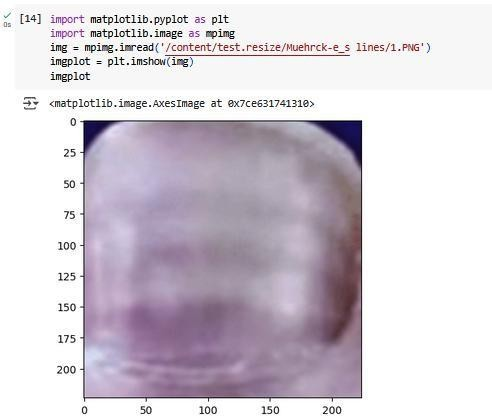 [14] import matplotlib.pyplot as plt
import matplotlib.image as mpimg
img = mpimg.imread('/content/test.resize/Muehrck-e_s lines/1.PNG')
imgplot = plt.imshow(img)
imgplot
0s
<matplotlib.image.AxesImage at 0x7ce631741310>
0
25
50
75
100
125
150
175
200
0 50 100 150 200